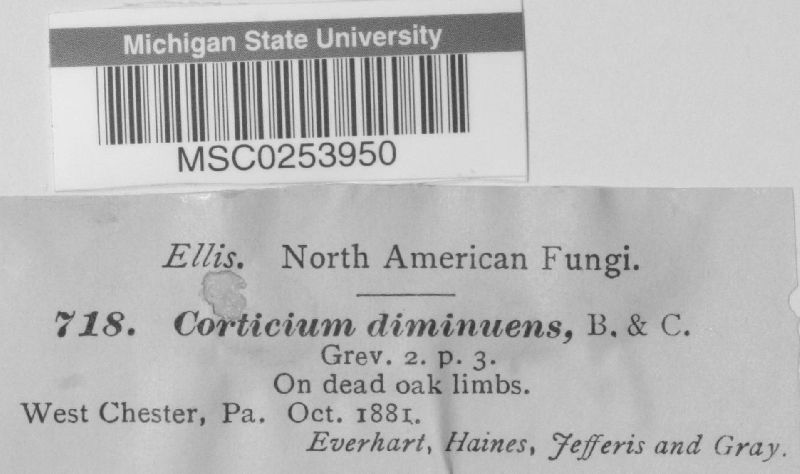 Michigan State University
MSC0253950
Ellis. North American Fungi.
718. Corticium diminuens, B. & C.
Grev. 2. p. 3.
On dead oak limbs.
West Chester, Pa. Oct. 1881.
Everhart, Haines, Jefferis and Gray.